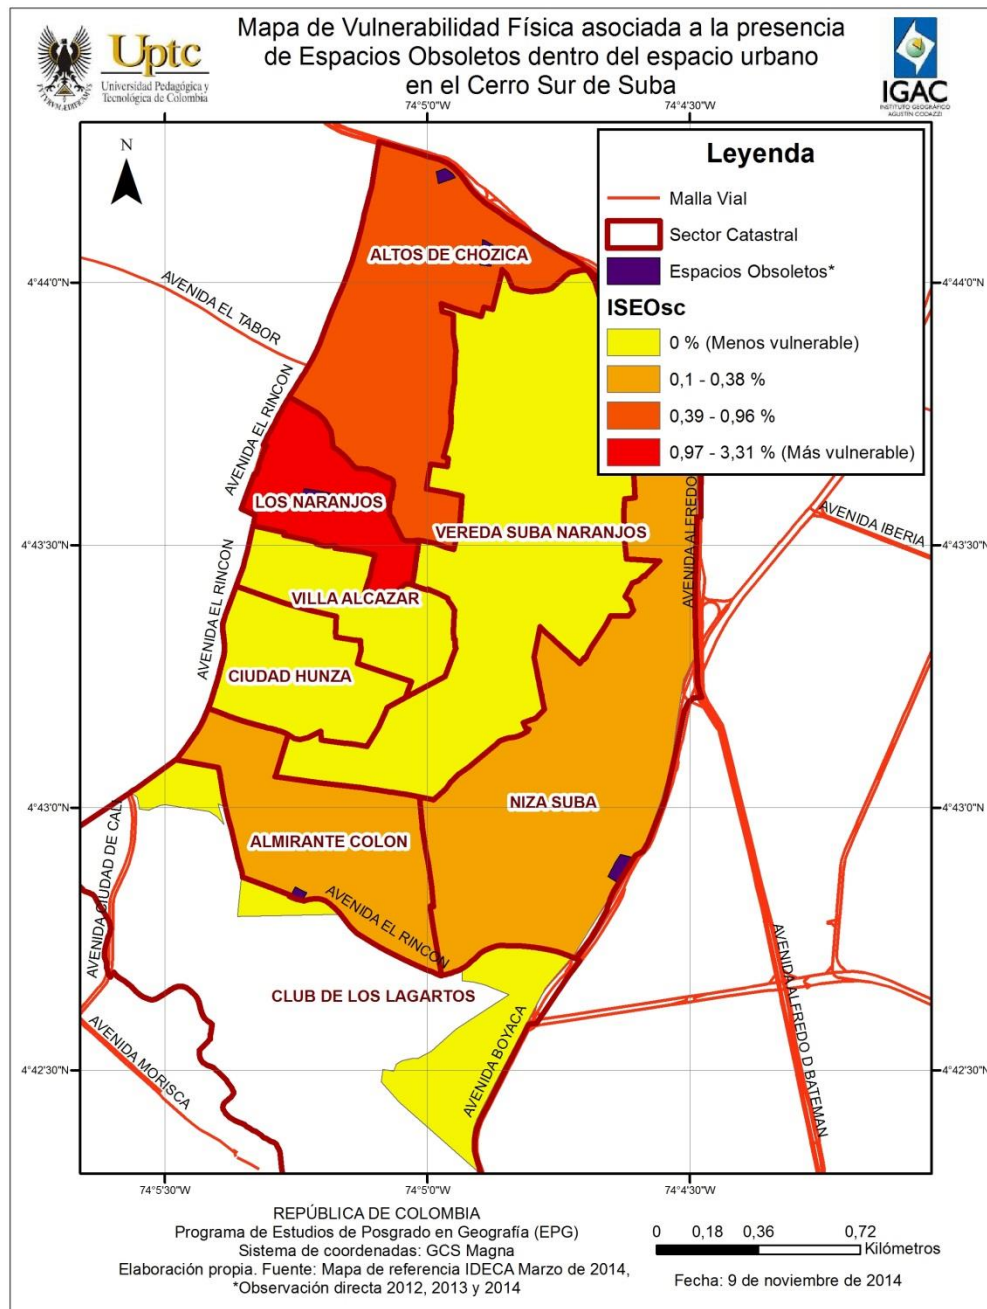 Mapa de Vulnerabilidad Física asociada a la presencia
de Espacios Obsoletos dentro del espacio urbano
en el Cerro Sur de Suba
Uptc
Universidad Pedagógica y
Tecnológica de Colombia
IGAC
INSTITUTO GEOGRÁFICO
AGUSTIN CODAZZI
74°5'0"W
74°4'30"W
N
Leyenda
Malla Vial
Sector Catastral
Espacios Obsoletos*
ISEOsc
0 % (Menos vulnerable)
0,1 - 0,38 %
0,39 - 0,96 %
0,97 - 3,31 % (Más vulnerable)
ALTOS DE CHOZICA
4°44'0"N
4°44'0"N
AVENIDA EL TABOR
AVENIDA EL RINCON
LOS NARANJOS
VEREDA SUBA NARANJOS
AVENIDA ALFREDO
AVENIDA IBERIA
4°43'30"N
4°43'30"N
VILLA ALCAZAR
AVENIDA EL RINCON
CIUDAD HUNZA
4°43'0"N
4°43'0"N
NIZA SUBA
ALMIRANTE COLON
AVENIDA CIUDAD DE CALI
AVENIDA EL RINCON
CLUB DE LOS LAGARTOS
AVENIDA ALFREDO D BATEMAN
AVENIDA MORISCA
AVENIDA BOYACA
4°42'30"N
4°42'30"N
74°5'30"W
74°5'0"W
74°4'30"W
REPÚBLICA DE COLOMBIA
Programa de Estudios de Posgrado en Geografía (EPG)
Sistema de coordenadas: GCS Magna
Elaboración propia. Fuente: Mapa de referencia IDECA Marzo de 2014,
*Observación directa 2012, 2013 y 2014
0 0,18 0,36 0,72
Kilómetros
Fecha: 9 de noviembre de 2014